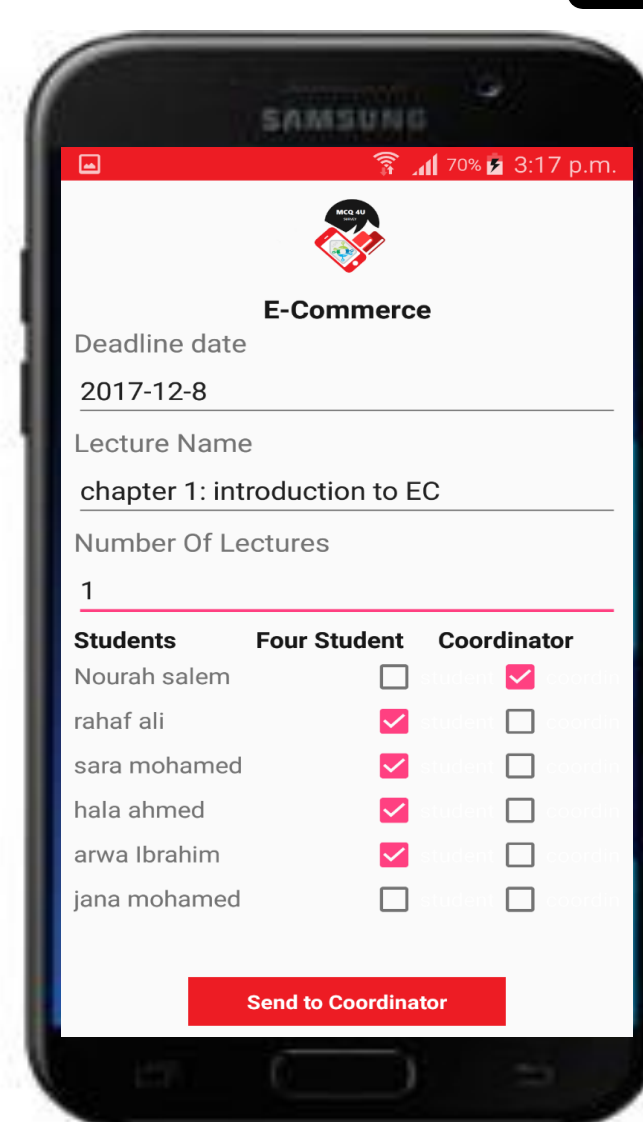 SAMSUNG
70% 3:17 p.m.
MCQ 4U
E-Commerce
Deadline date
2017-12-8
Lecture Name
chapter 1: introduction to EC
Number Of Lectures
1
Students Four Student Coordinator
Nourah salem
rahaf ali
sara mohamed
hala ahmed
arwa Ibrahim
jana mohamed
Send to Coordinator